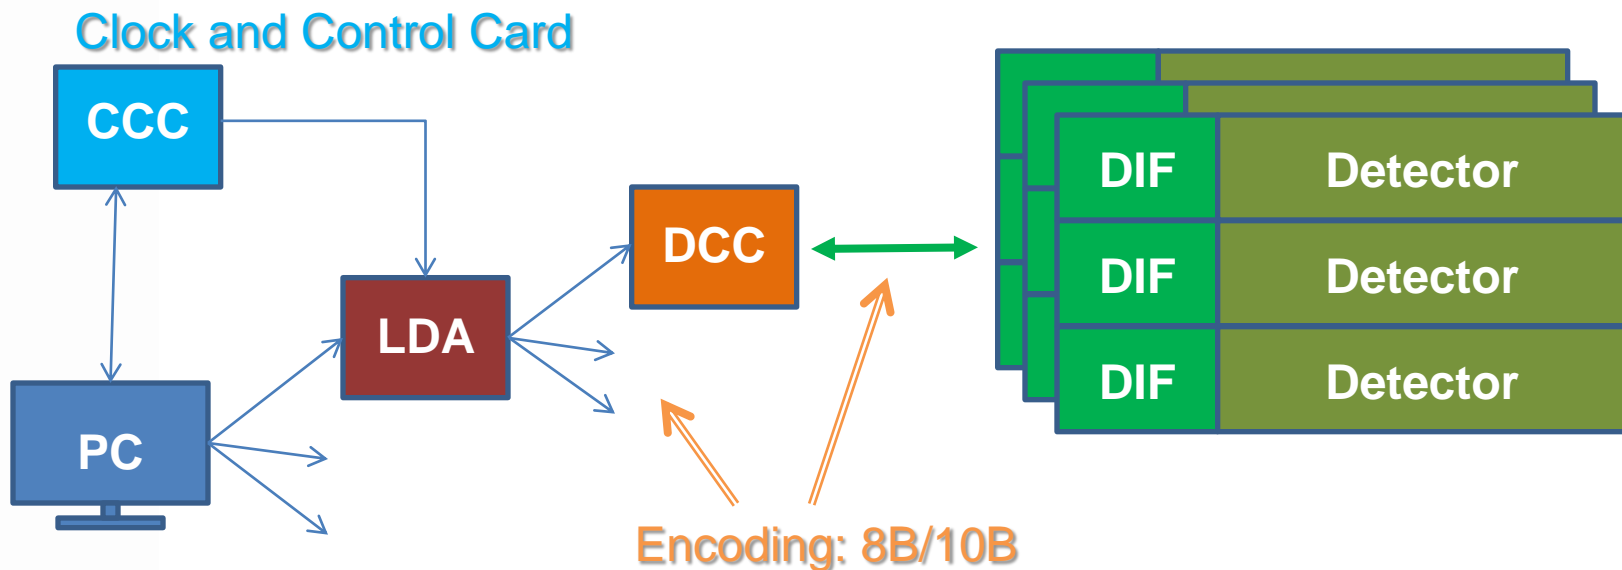 Clock and Control Card
CCC
DIF Detector
DCC
DIF Detector
LDA
DIF Detector
PC
Encoding: 8B/10B